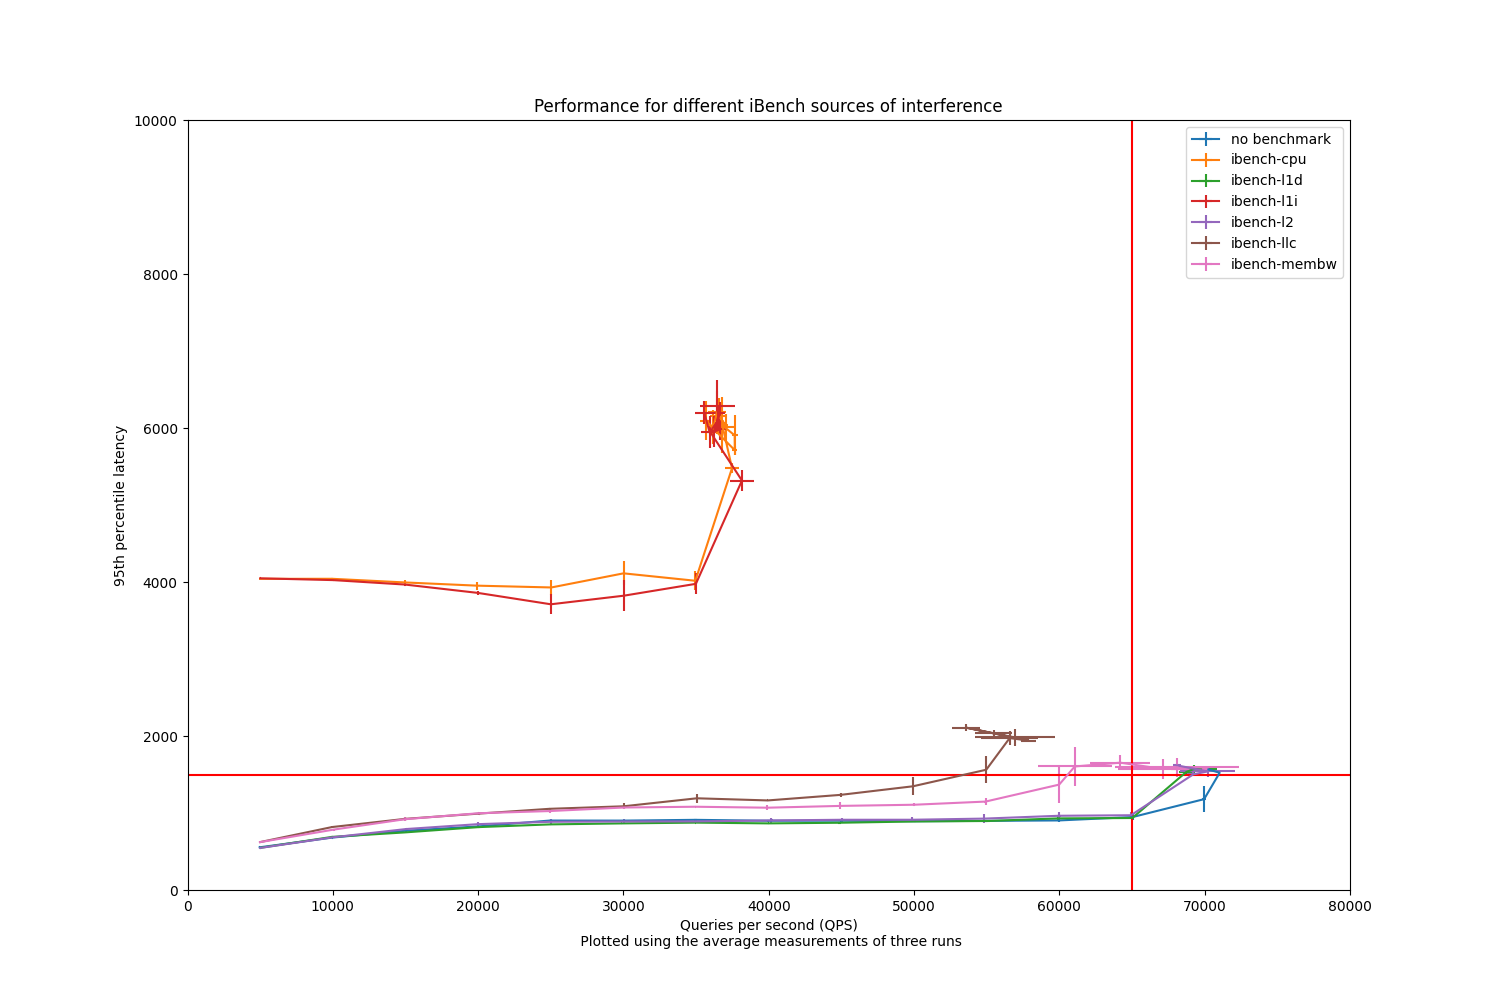 Performance for different iBench sources of interference
10000
8000
6000
4000
2000
0
95th percentile latency
no benchmark
ibench-cpu
ibench-l1d
ibench-l1i
ibench-l2
ibench-llc
ibench-membw
0 10000 20000 30000 40000 50000 60000 70000 80000
Queries per second (QPS)
Plotted using the average measurements of three runs